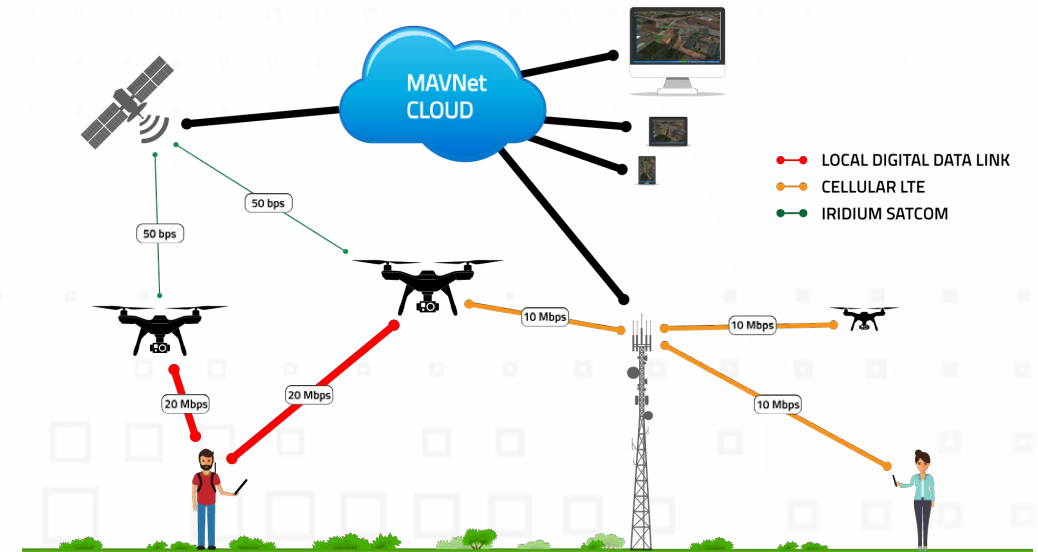 MAVNet
CLOUD
LOCAL DIGITAL DATA LINK
CELLULAR LTE
IRIDIUM SATCOM
50 bps
50 bps
10 Mbps
10 Mbps
20 Mbps
20 Mbps
10 Mbps